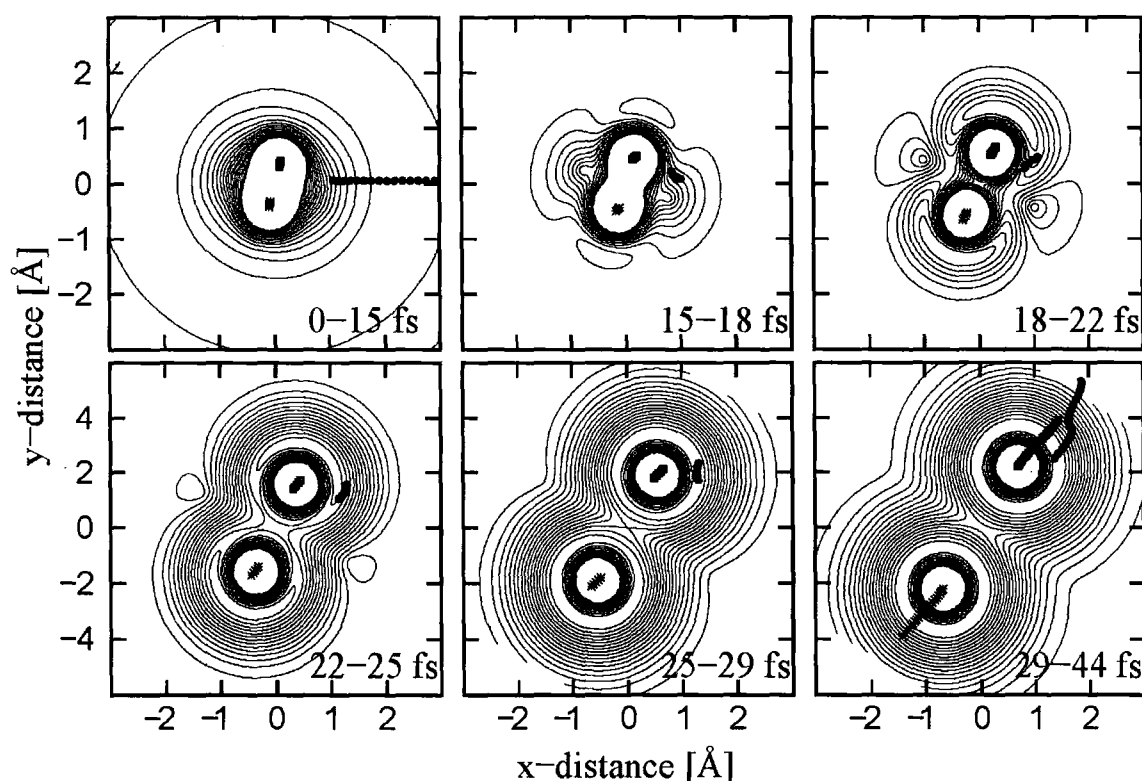 2
1
0
−1
−2
0−15 fs
15−18 fs
18−22 fs
y−distance [Å]
4
2
0
−2
−4
22−25 fs
25−29 fs
29−44 fs
−2 −1 0 1 2
−2 −1 0 1 2
−2 −1 0 1 2
x−distance [Å]